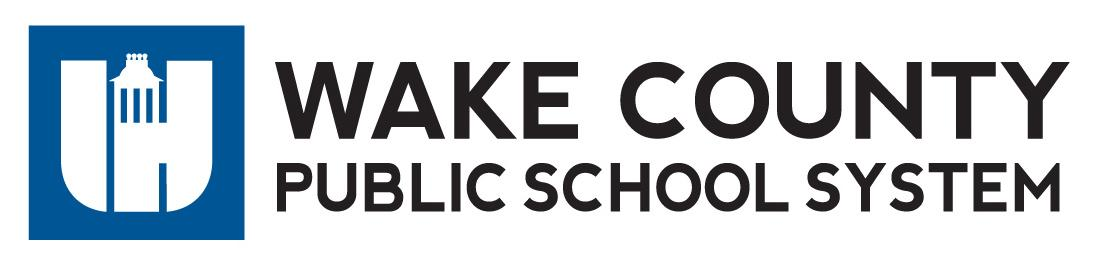 WAKE COUNTY
PUBLIC SCHOOL SYSTEM